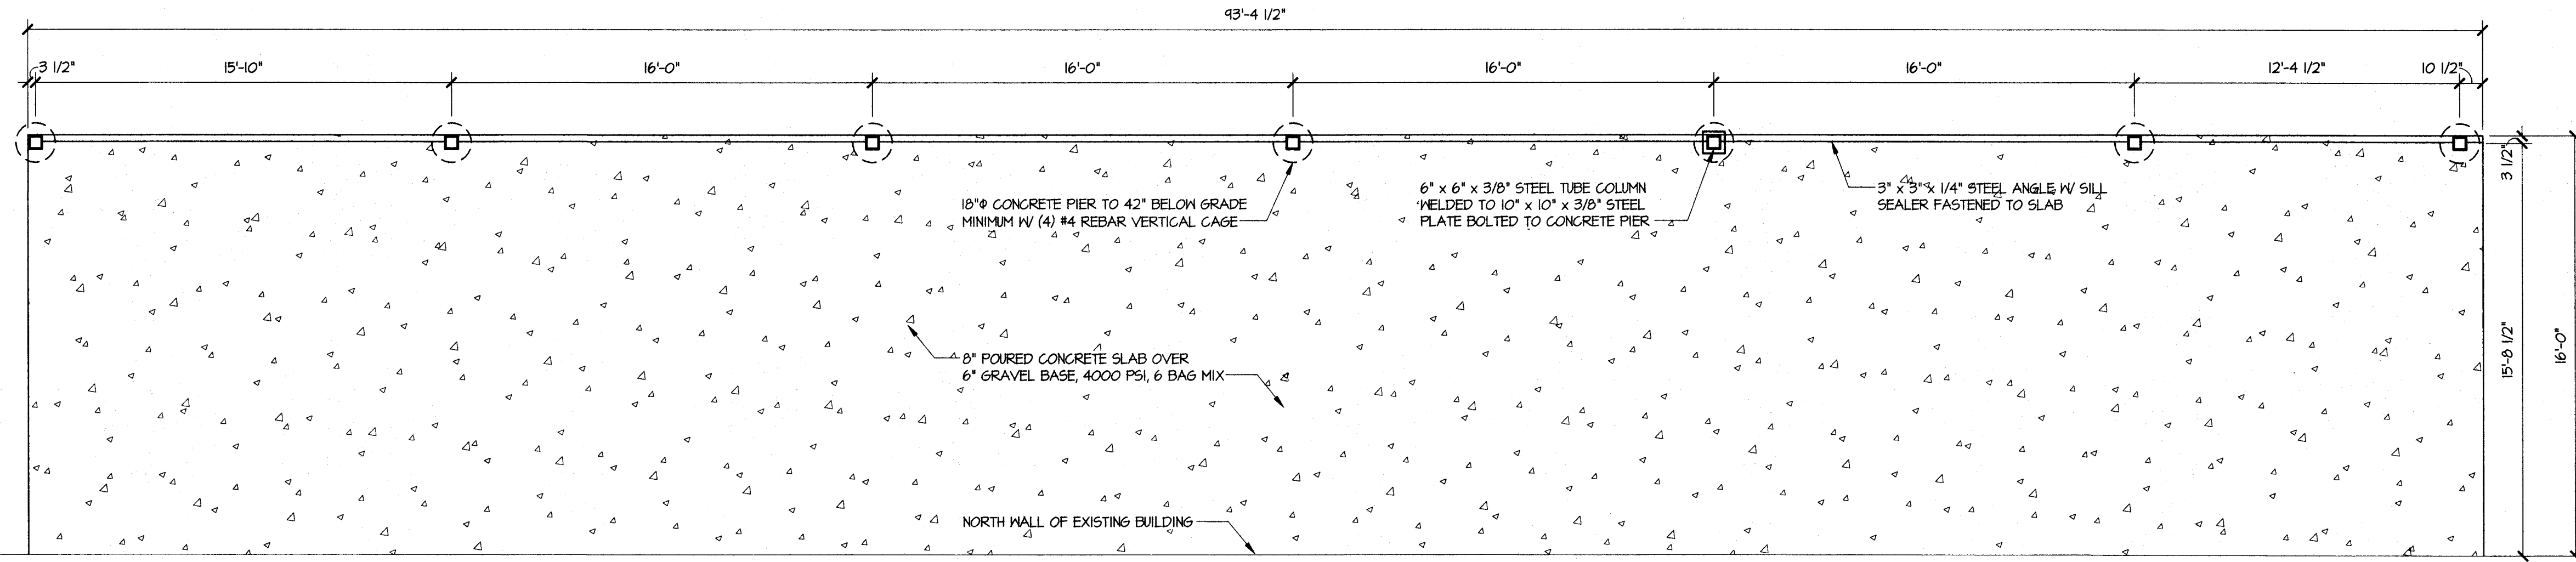 93'-4 1/2"
3 1/2"
15'-10"
16'-0"
16'-0"
16'-0"
16'-0"
12'-4 1/2"
10 1/2"
3 1/2"
15'-8 1/2"
16'-0"
18"Φ CONCRETE PIER TO 42" BELOW GRADE
MINIMUM W/ (4) #4 REBAR VERTICAL CAGE
6" x 6" x 3/8" STEEL TUBE COLUMN
WELDED TO 10" x 10" x 3/8" STEEL
PLATE BOLTED TO CONCRETE PIER
3" x 3" x 1/4" STEEL ANGLE W/ SILL
SEALER FASTENED TO SLAB
8" POURED CONCRETE SLAB OVER
6" GRAVEL BASE, 4000 PSI, 6 BAG MIX
NORTH WALL OF EXISTING BUILDING